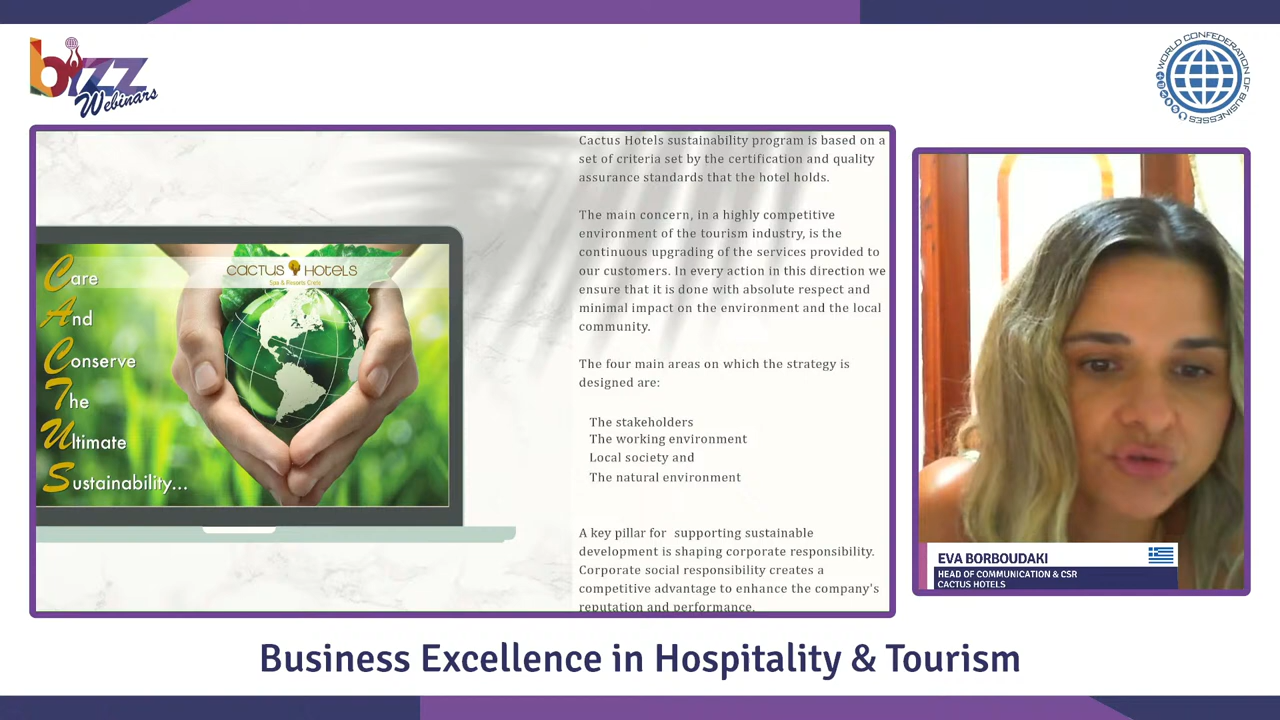 bizz
Webinars
WORLD CONFEDERATION OF BUSINESSES
Cactus Hotels sustainability program is based on a
set of criteria set by the certification and quality
assurance standards that the hotel holds.
The main concern, in a highly competitive
environment of the tourism industry, is the
continuous upgrading of the services provided to
our customers. In every action in this direction we
ensure that it is done with absolute respect and
minimal impact on the environment and the local
community.
The four main areas on which the strategy is
designed are:
The stakeholders
The working environment
Local society and
The natural environment
A key pillar for supporting sustainable
development is shaping corporate responsibility.
Corporate social responsibility creates a
competitive advantage to enhance the company's
reputation and performance.
CACTUS HOTELS
Spa & Resorts Crete
Care
And
Conserve
The
Ultimate
Sustainability...
EVA BORBOUDAKI
HEAD OF COMMUNICATION & CSR
CACTUS HOTELS
Business Excellence in Hospitality & Tourism